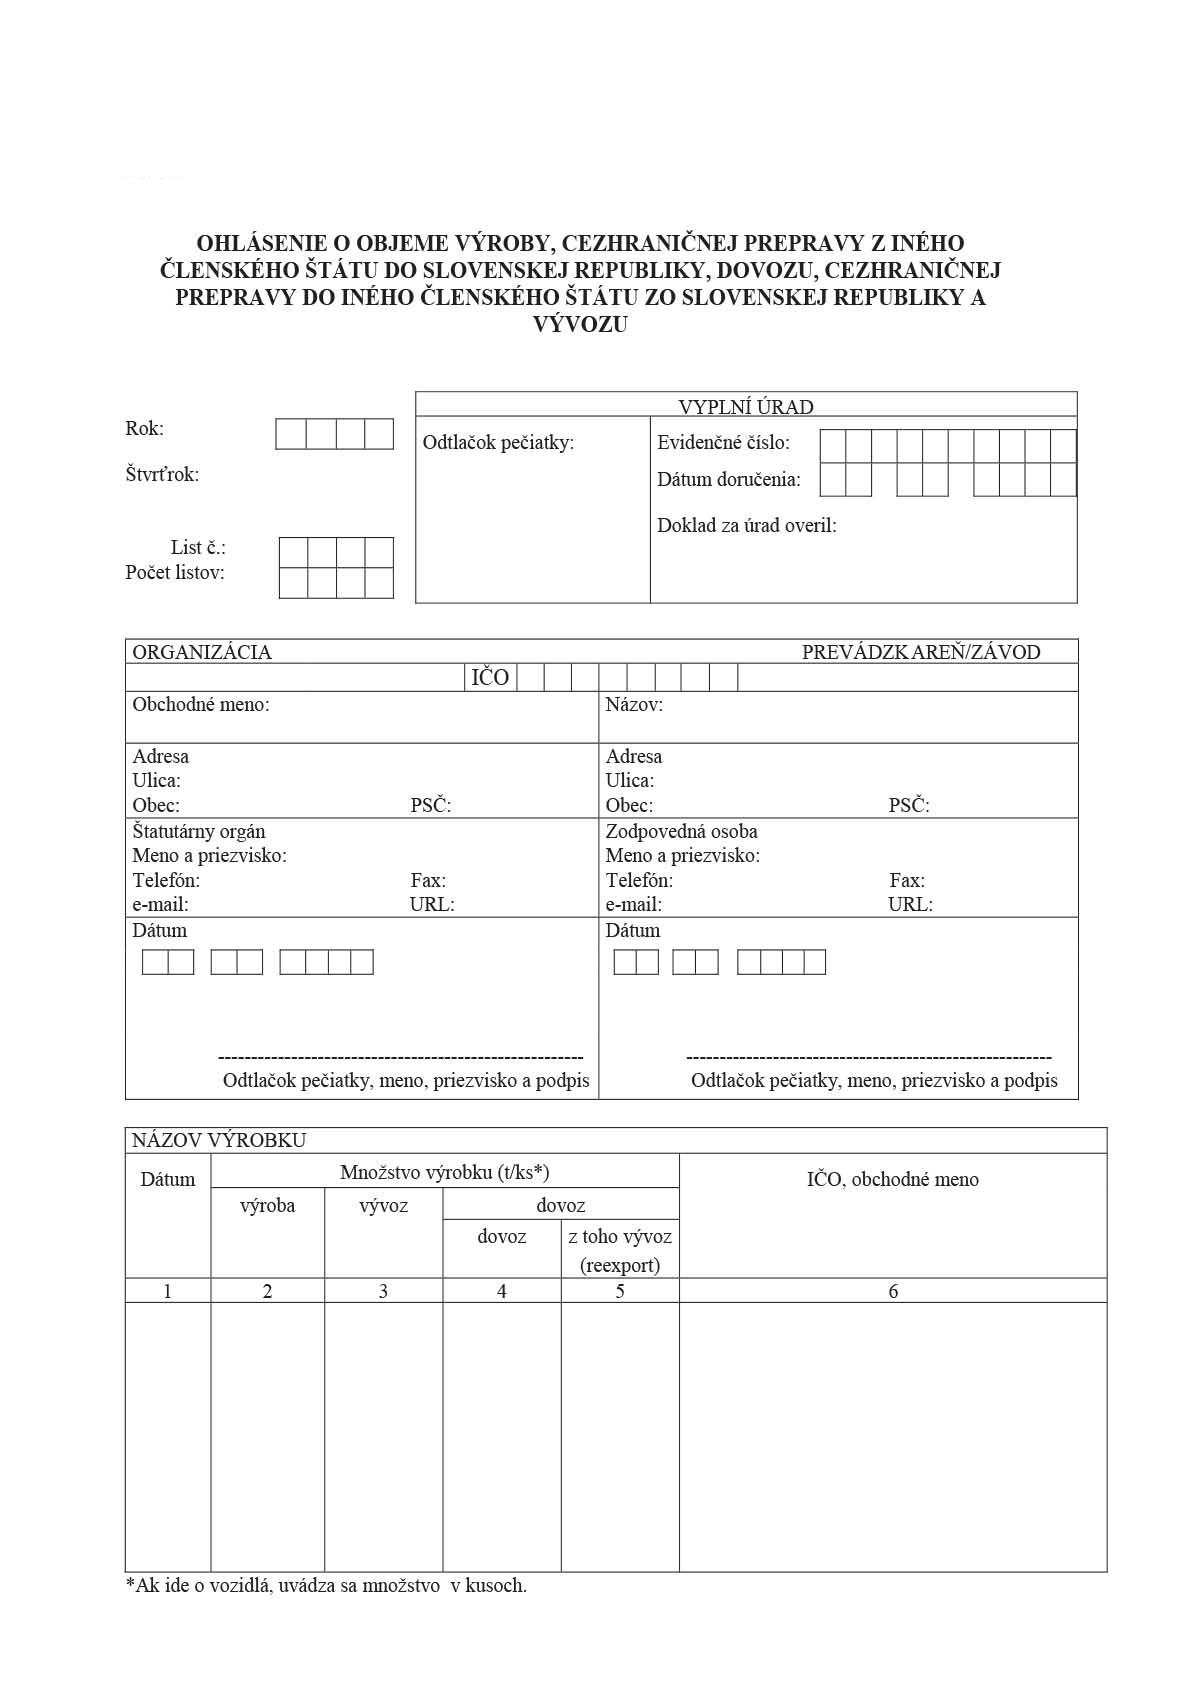 OHLÁSENIE O OBJEME VÝROBY, CEZHRANIČNEJ PREPRAVY Z INÉHO
ČLENSKÉHO ŠTÁTU DO SLOVENSKEJ REPUBLIKY, DOVOZU, CEZHRANIČNEJ
PREPRAVY DO INÉHO ČLENSKÉHO ŠTÁTU ZO SLOVENSKEJ REPUBLIKY A
VÝVOZU
Rok:
Štvrťrok:
List č.:
Počet listov:
VYPLNÍ ÚRAD
Odtlačok pečiatky:
Evidenčné číslo:
Dátum doručenia:
Doklad za úrad overil:
ORGANIZÁCIA PREVÁDZKAREŇ/ZÁVOD
IČO
Obchodné meno:
Názov:
Adresa
Ulica:
Obec: PSČ:
Adresa
Ulica:
Obec: PSČ:
Štatutárny orgán
Meno a priezvisko:
Telefón: Fax:
e-mail: URL:
Zodpovedná osoba
Meno a priezvisko:
Telefón: Fax:
e-mail: URL:
Dátum
Odtlačok pečiatky, meno, priezvisko a podpis
Dátum
Odtlačok pečiatky, meno, priezvisko a podpis
NÁZOV VÝROBKU
Dátum Množstvo výrobku (t/ks*) IČO, obchodné meno
výroba vývoz dovoz
dovoz z toho vývoz
(reexport)
1 2 3 4 5 6
*Ak ide o vozidlá, uvádza sa množstvo v kusoch.